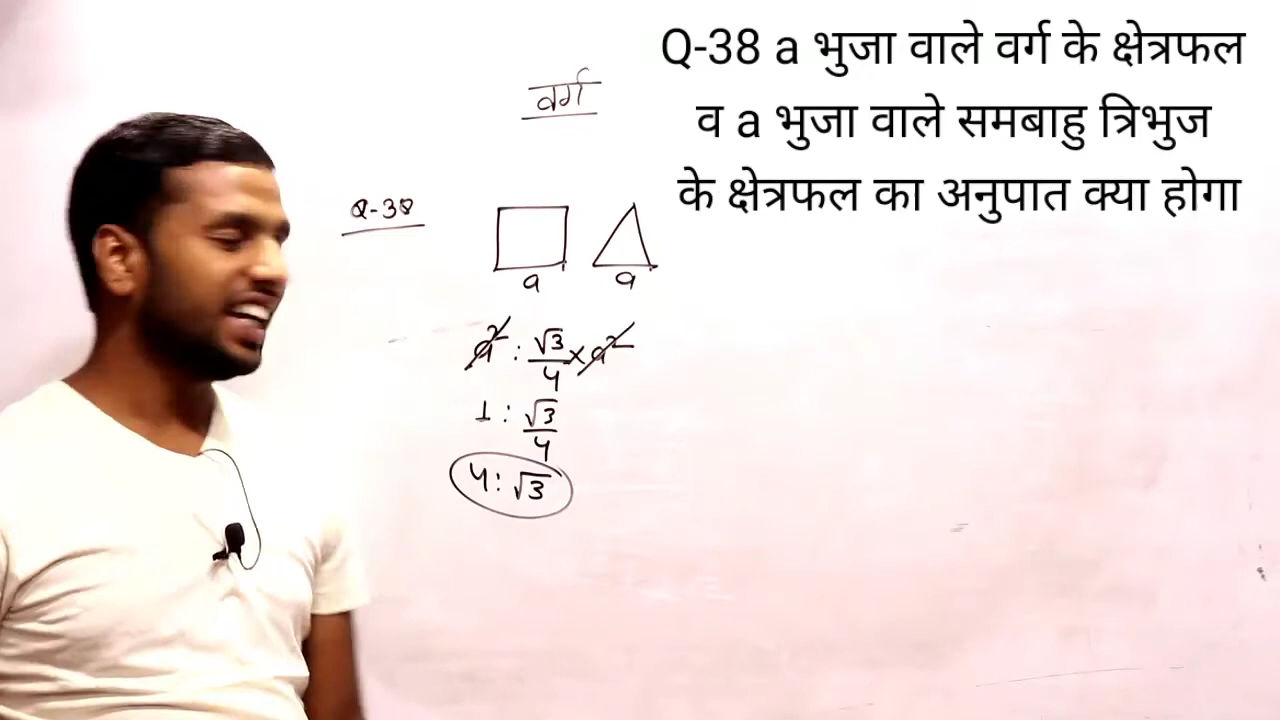 Q-38 a भुजा वाले वर्ग के क्षेत्रफल
व a भुजा वाले समबाहु त्रिभुज
के क्षेत्रफल का अनुपात क्या होगा
वर्ग
Q-38
a a
a² : √3/4 × a²
1 : √3/4
4 : √3